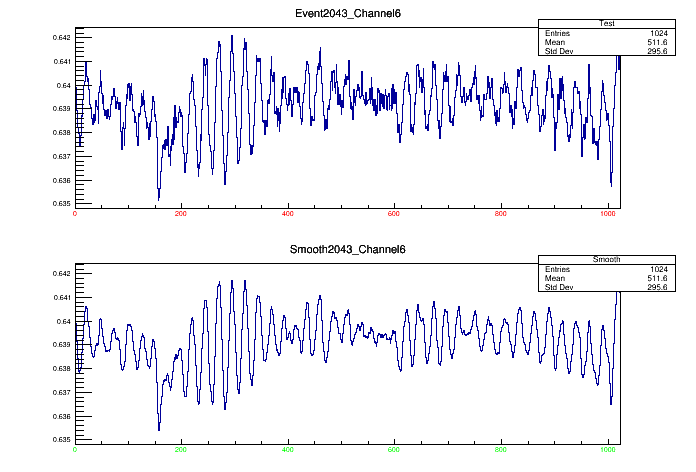 Event2043_Channel6
Test
Entries 1024
Mean 511.6
Std Dev 295.6
0.642
0.641
0.64
0.639
0.638
0.637
0.636
0.635
0 200 400 600 800 1000
Smooth2043_Channel6
Smooth
Entries 1024
Mean 511.6
Std Dev 295.6
0.642
0.641
0.64
0.639
0.638
0.637
0.636
0.635
0 200 400 600 800 1000